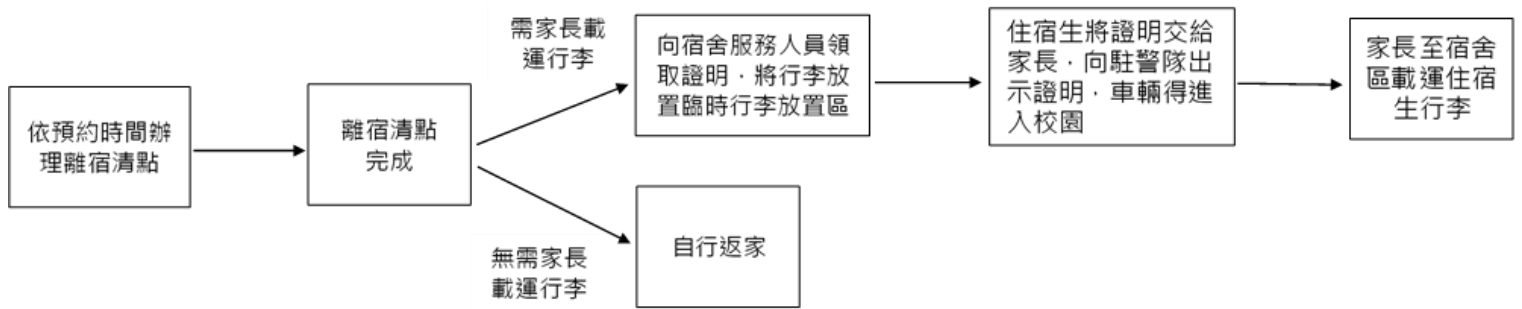 依預約時間辦
理離宿清點
離宿清點
完成
需家長載
運行李
向宿舍服務人員領
取證明，將行李放
置臨時行李放置區
住宿生將證明交給
家長，向駐警隊出
示證明，車輛得進
入校園
家長至宿舍
區載運住宿
生行李
無需家長
載運行李
自行返家